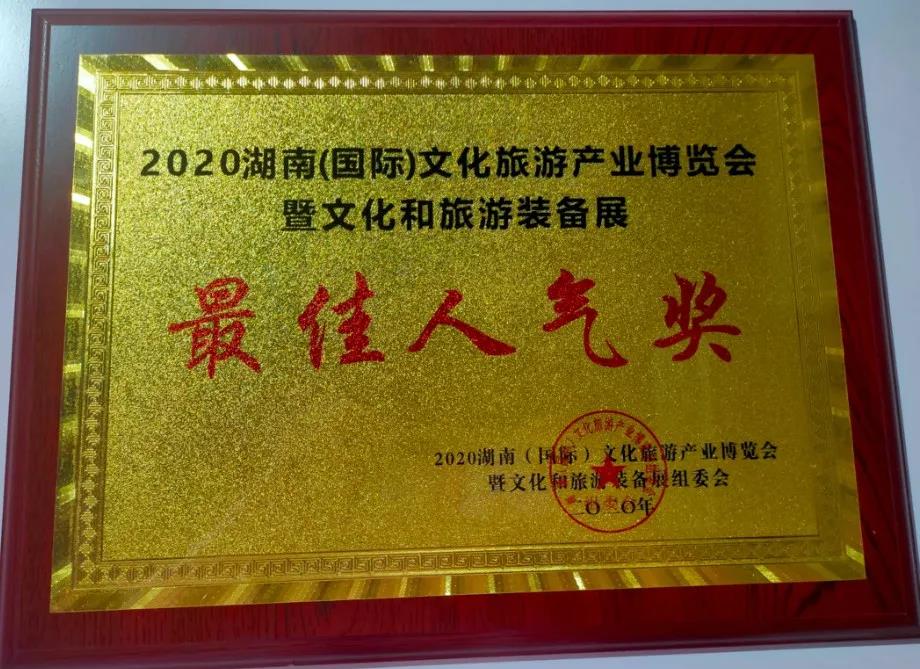 2020湖南(国际)文化旅游产业博览会
暨文化和旅游装备展
最佳人气奖
2020湖南（国际）文化旅游产业博览会
暨文化和旅游装备展组委会
二〇二〇年